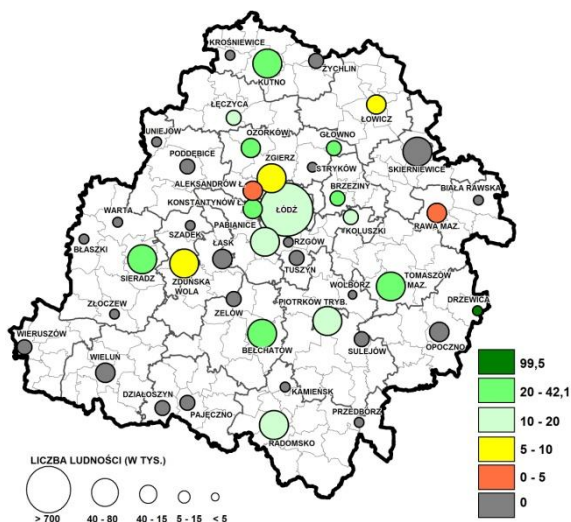 KROŚNIEWICE
ŻYCHLIN
KUTNO
ŁĘCZYCA
ŁOWICZ
UNIEJÓW
OZORKÓW
GŁOWNO
ZGIERZ
PODDĘBICE
STRYKÓW
SKIERNIEWICE
ALEKSANDRÓW Ł.
BRZEZINY
BIAŁA RAWSKA
KONSTANTYNÓW Ł.
ŁÓDŹ
WARTA
PABIANICE
KOLUSZKI
RAWA MAZ.
SZADEK
BŁASZKI
ŁASK
RZGÓW
SIERADZ
ZDUŃSKA
WOLA
TUSZYN
TOMASZÓW
MAZ.
WOLBÓRZ
ZŁOCZEW
ZELÓW
PIOTRKÓW TRYB.
DRZEWICA
WIERUSZÓW
BEŁCHATÓW
SULEJÓW
OPOCZNO
WIELUŃ
DZIAŁOSZYN
PAJĘCZNO
KAMIEŃSK
PRZEDBÓRZ
RADOMSKO
99,5
20 - 42,1
10 - 20
5 - 10
0 - 5
0
LICZBA LUDNOŚCI (W TYS.)
> 700
40 - 80
40 - 15
5 - 15
< 5